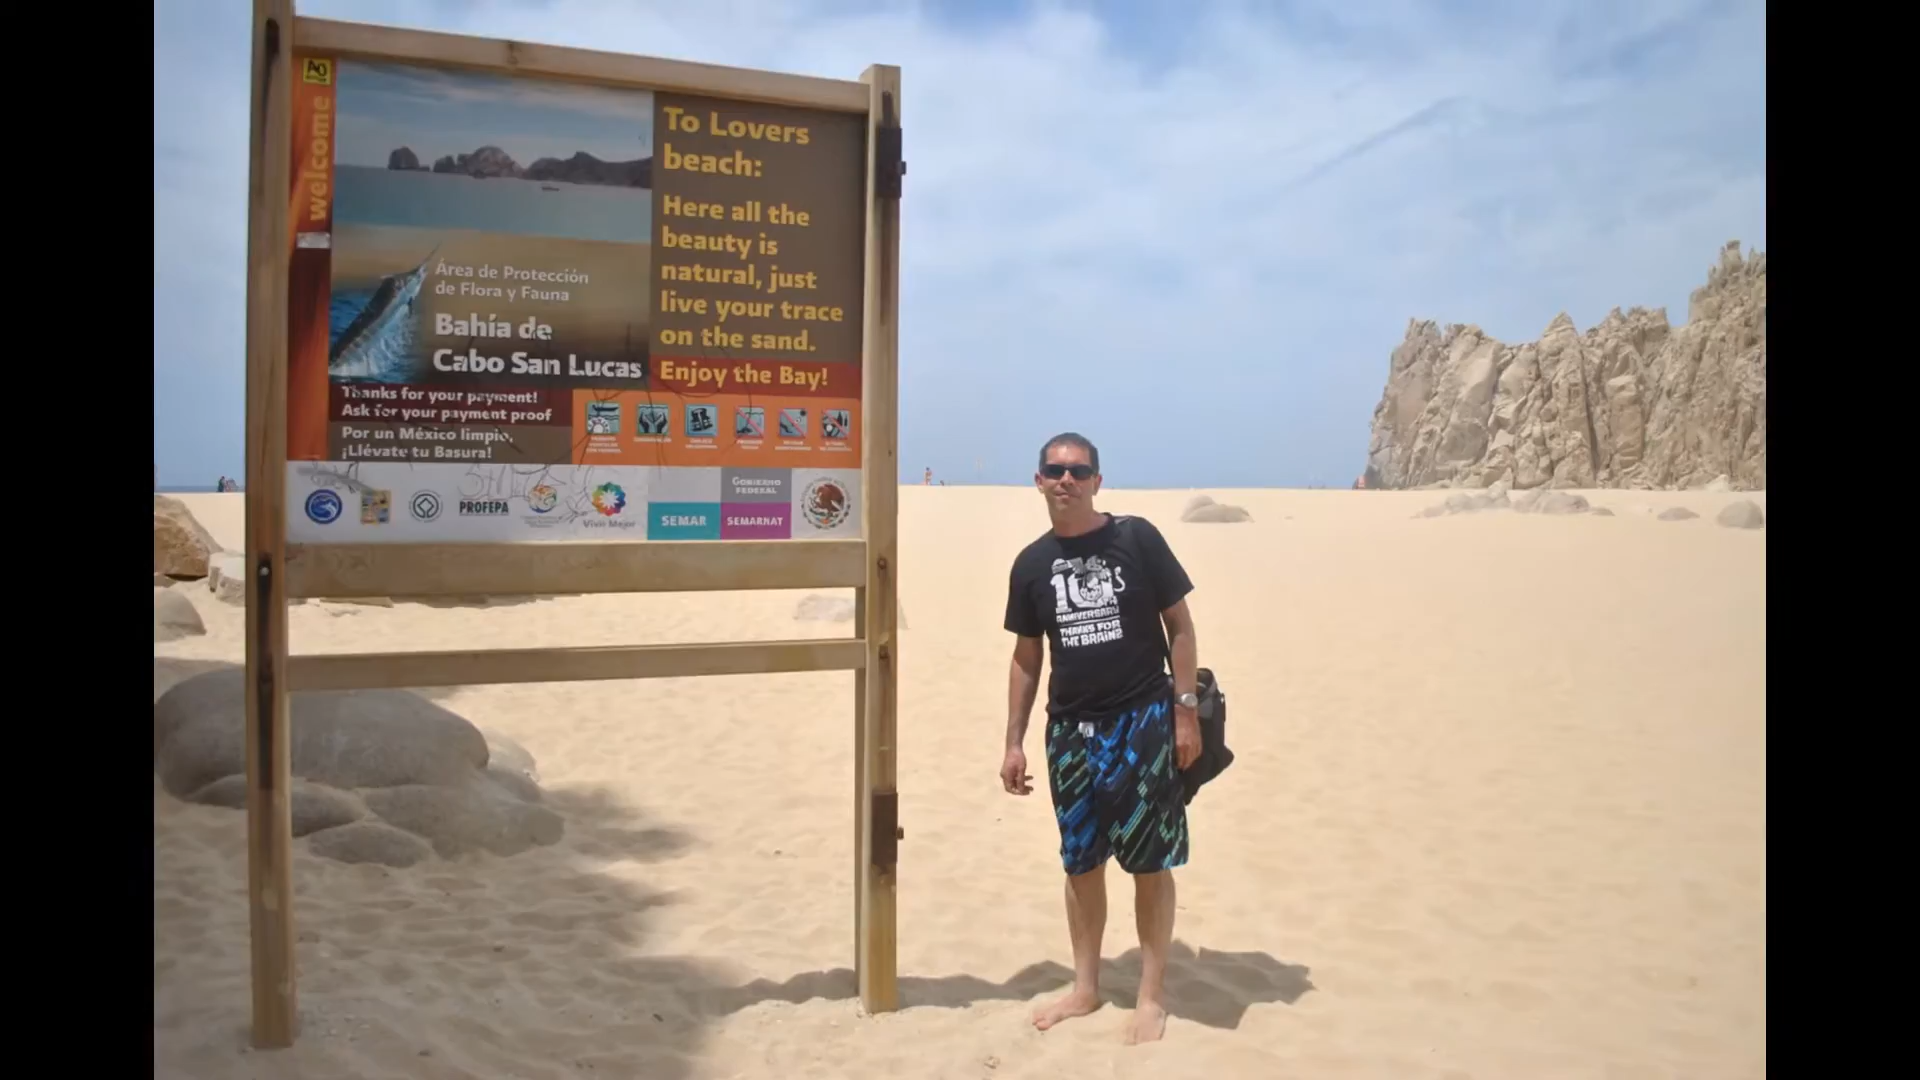 welcome
To Lovers
beach:
Here all the
beauty is
natural, just
live your trace
on the sand.
Enjoy the Bay!
Área de Protección
de Flora y Fauna
Bahía de
Cabo San Lucas
Thanks for your payment!
Ask for your payment proof
Por un México limpio,
¡Llévate tu Basura!
PROFEPA
Vivir Mejor
GOBIERNO
FEDERAL
SEMAR
SEMARNAT
10
ANNIVERSARY
THANKS FOR
THE BRAINS